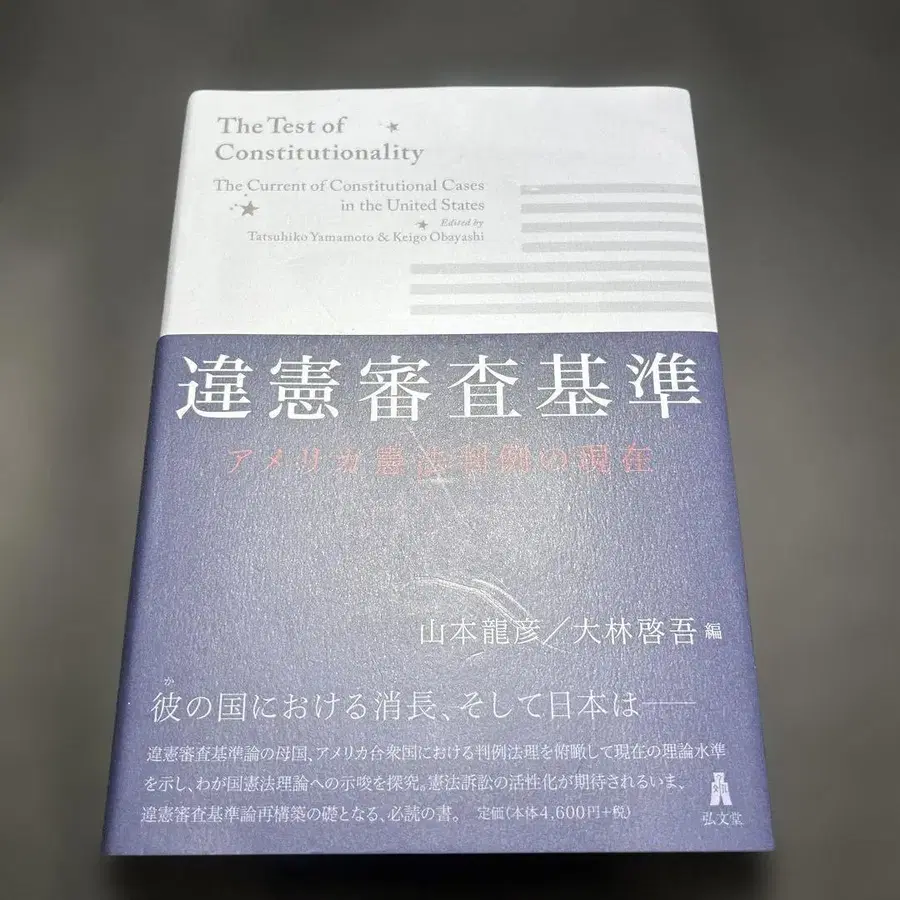 The Test of
Constitutionality
The Current of Constitutional Cases
in the United States
Edited by
Tatsuhiko Yamamoto & Keigo Obayashi
違憲審査基準
アメリカ憲法判例の現在
山本龍彦／大林啓吾 編
か
彼の国における消長、そして日本は──
違憲審査基準論の母国、アメリカ合衆国における判例法理を俯瞰して現在の理論水準
を示し、わが国憲法理論への示唆を探究。憲法訴訟の活性化が期待されるいま、
違憲審査基準論再構築の礎となる、必読の書。 定価(本体4,600円+税)
弘文堂